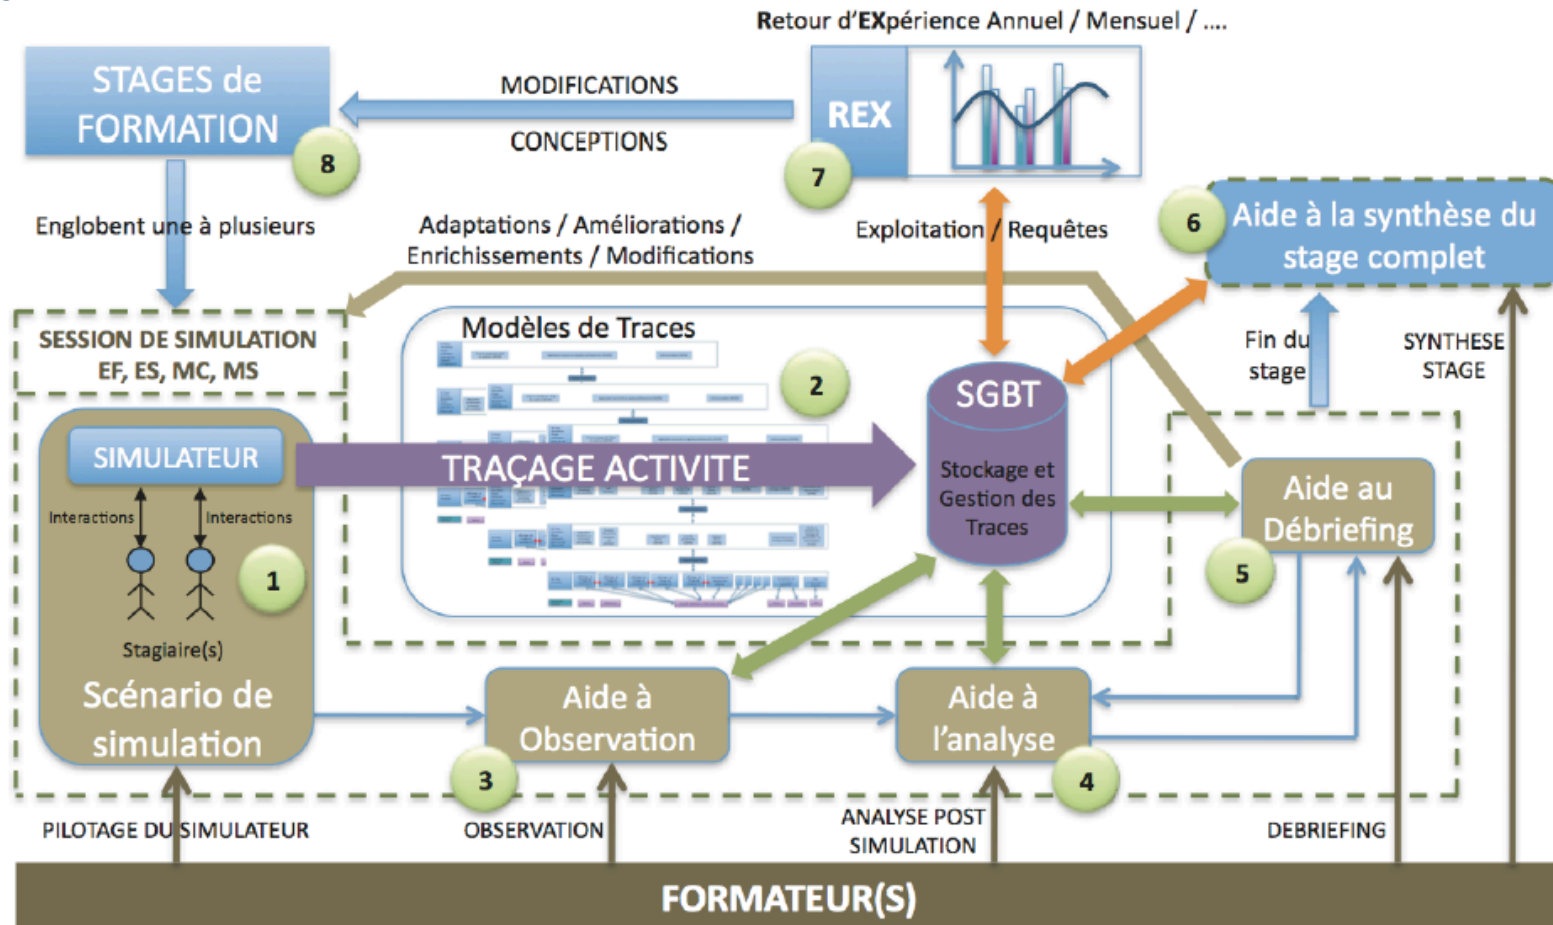 Retour d'EXpérience Annuel / Mensuel / ....
STAGES de
FORMATION
8
MODIFICATIONS
CONCEPTIONS
REX
7
Englobent une à plusieurs
Adaptations / Améliorations /
Enrichissements / Modifications
Exploitation / Requêtes
6
Aide à la synthèse du
stage complet
SESSION DE SIMULATION
EF, ES, MC, MS
Modèles de Traces
2
SGBT
Stockage et
Gestion des
Traces
Fin du
stage
SYNTHESE
STAGE
SIMULATEUR
TRAÇAGE ACTIVITE
Interactions
Interactions
1
Stagiaire(s)
Scénario de
simulation
Aide au
Débriefing
5
Aide à
Observation
3
Aide à
l'analyse
4
PILOTAGE DU SIMULATEUR
OBSERVATION
ANALYSE POST
SIMULATION
DEBRIEFING
FORMATEUR(S)